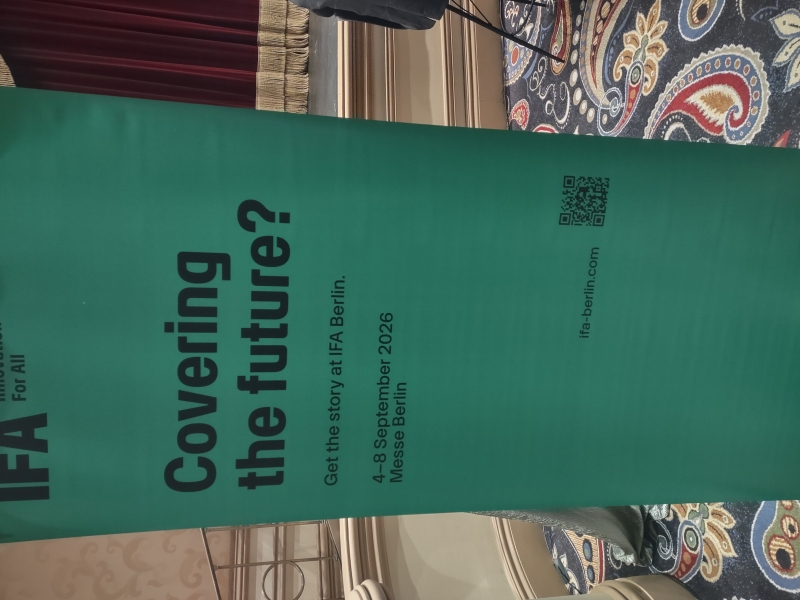 IFA
For All
Covering
the future?
Get the story at IFA Berlin.
4–8 September 2026
Messe Berlin
ifa-berlin.com